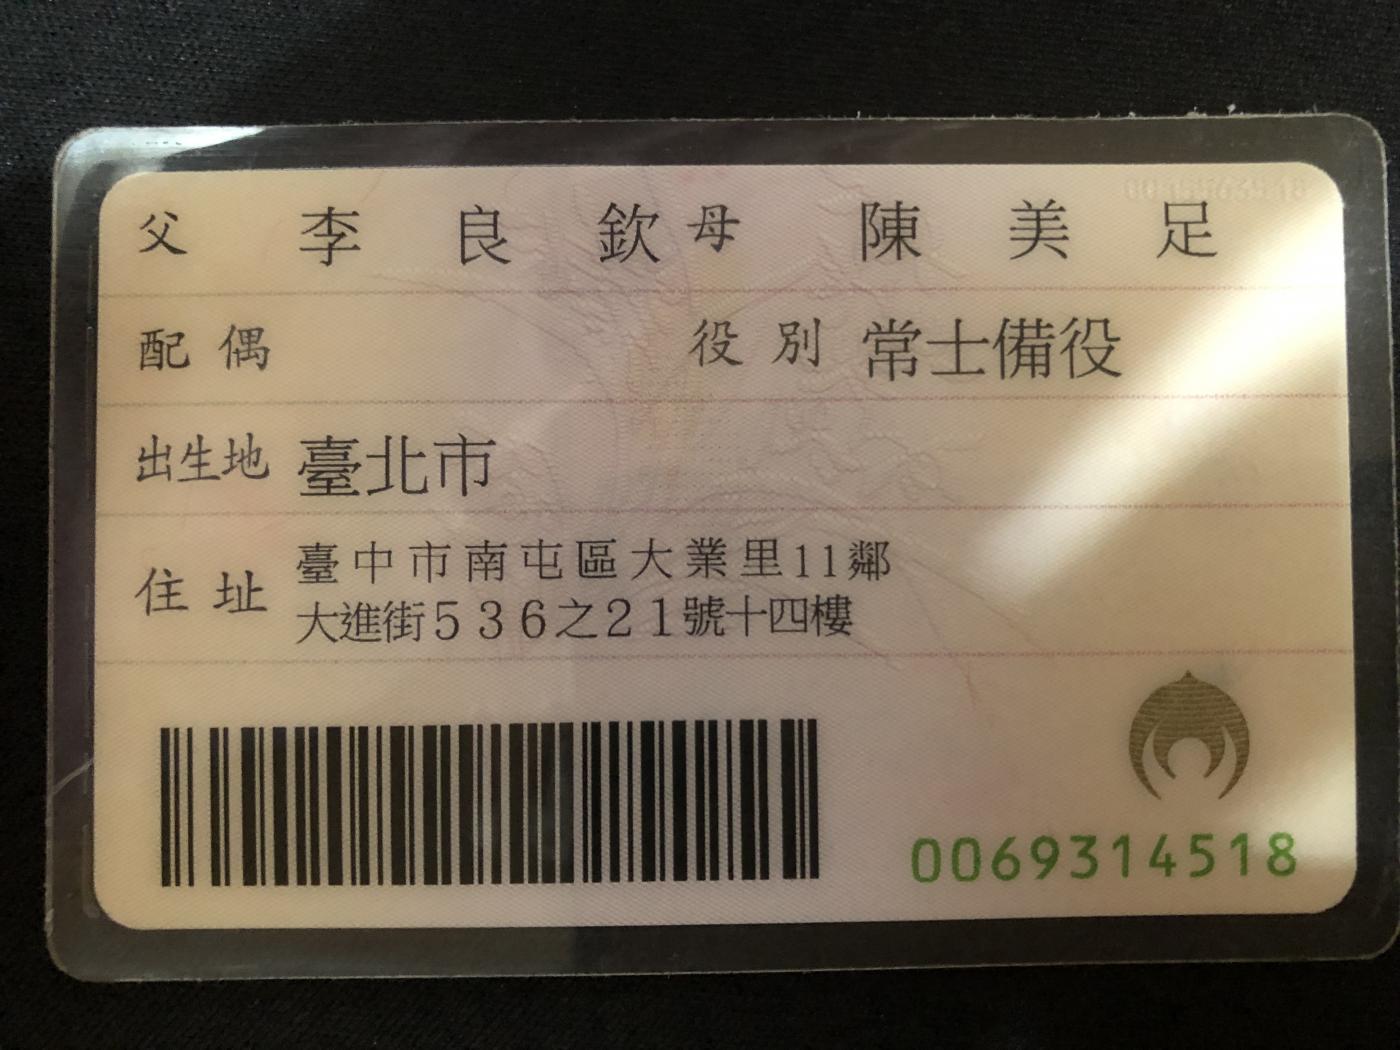 父 李良欽 母 陳美足
配偶 役別 常士備役
出生地 臺北市
住址 臺中市南屯區大業里11鄰
大進街536之21號十四樓
0069314518